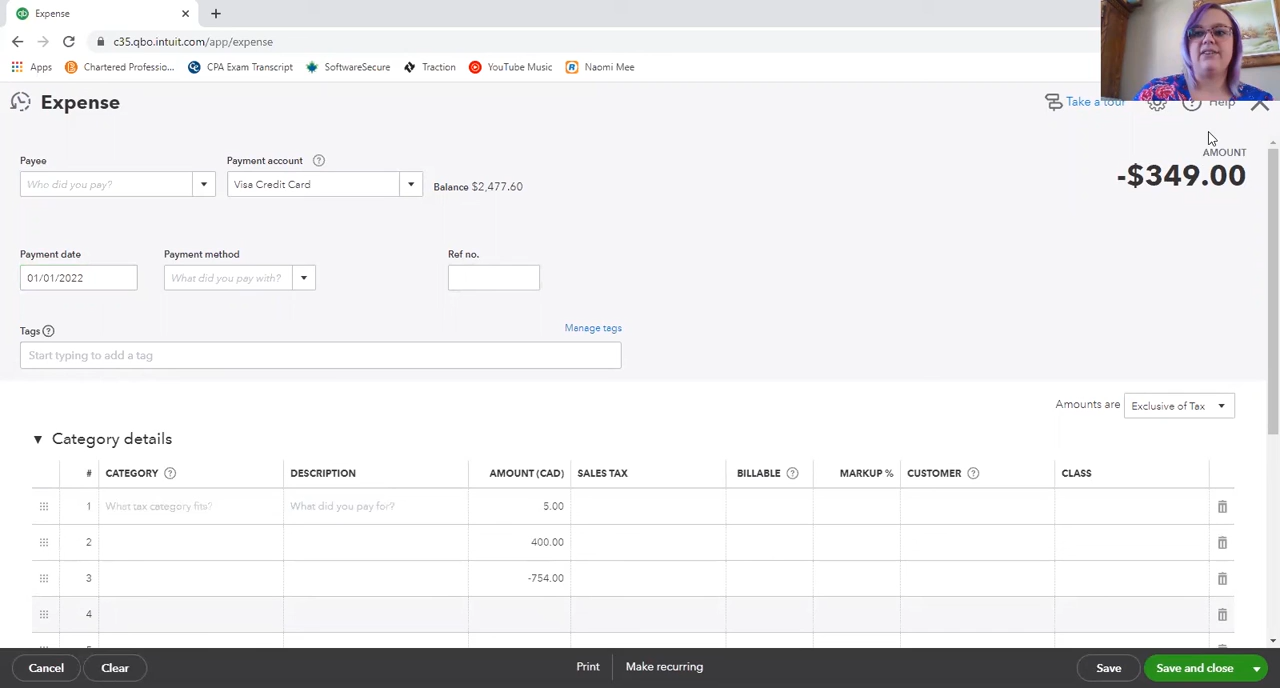 Expense
c35.qbo.intuit.com/app/expense
Apps Chartered Professio... CPA Exam Transcript SoftwareSecure Traction YouTube Music Naomi Mee
Expense
Take a tour Help
Payee Payment account
Who did you pay? Visa Credit Card Balance $2,477.60
AMOUNT
-$349.00
Payment date Payment method Ref no.
01/01/2022 What did you pay with?
Tags Manage tags
Start typing to add a tag
Amounts are Exclusive of Tax
Category details
# CATEGORY DESCRIPTION AMOUNT (CAD) SALES TAX BILLABLE MARKUP % CUSTOMER CLASS
1 What tax category fits? What did you pay for? 5.00
2 400.00
3 -754.00
4
Cancel Clear Print Make recurring Save Save and close